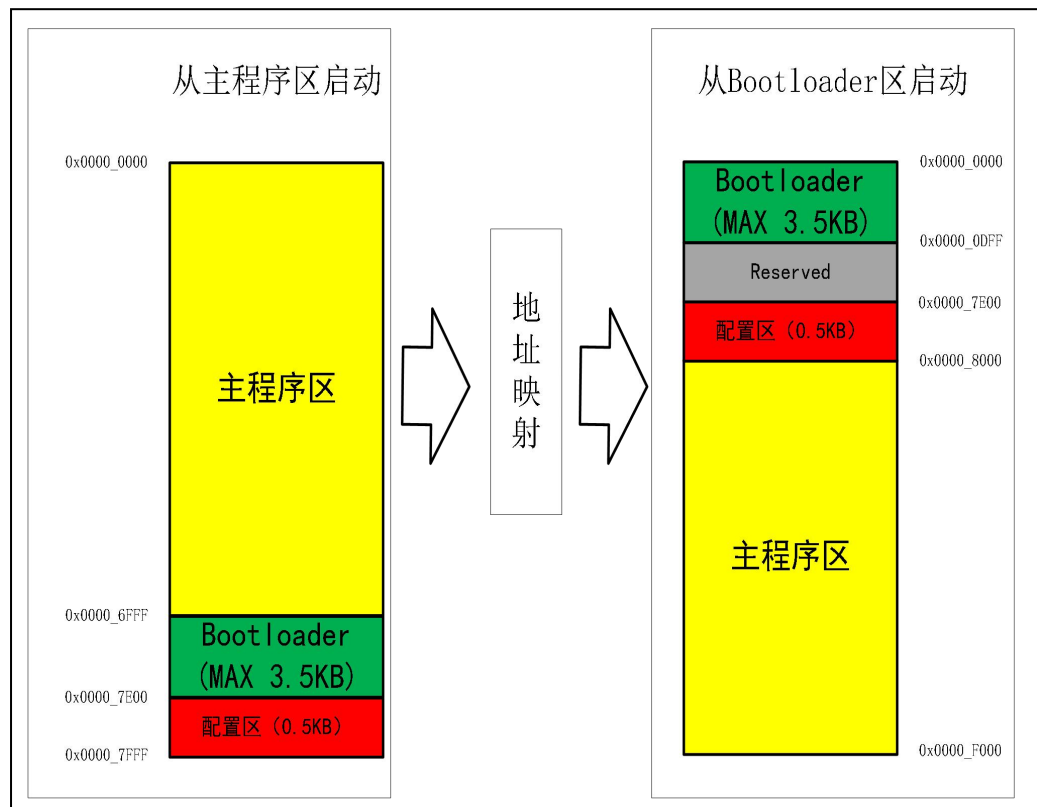 从主程序区启动
0x0000_0000
主程序区
0x0000_6FFF
Bootloader
(MAX 3.5KB)
0x0000_7E00
配置区（0.5KB）
0x0000_7FFF
地
址
映
射
从Bootloader区启动
0x0000_0000
Bootloader
(MAX 3.5KB)
0x0000_0DFF
Reserved
0x0000_7E00
配置区（0.5KB）
0x0000_8000
主程序区
0x0000_F000